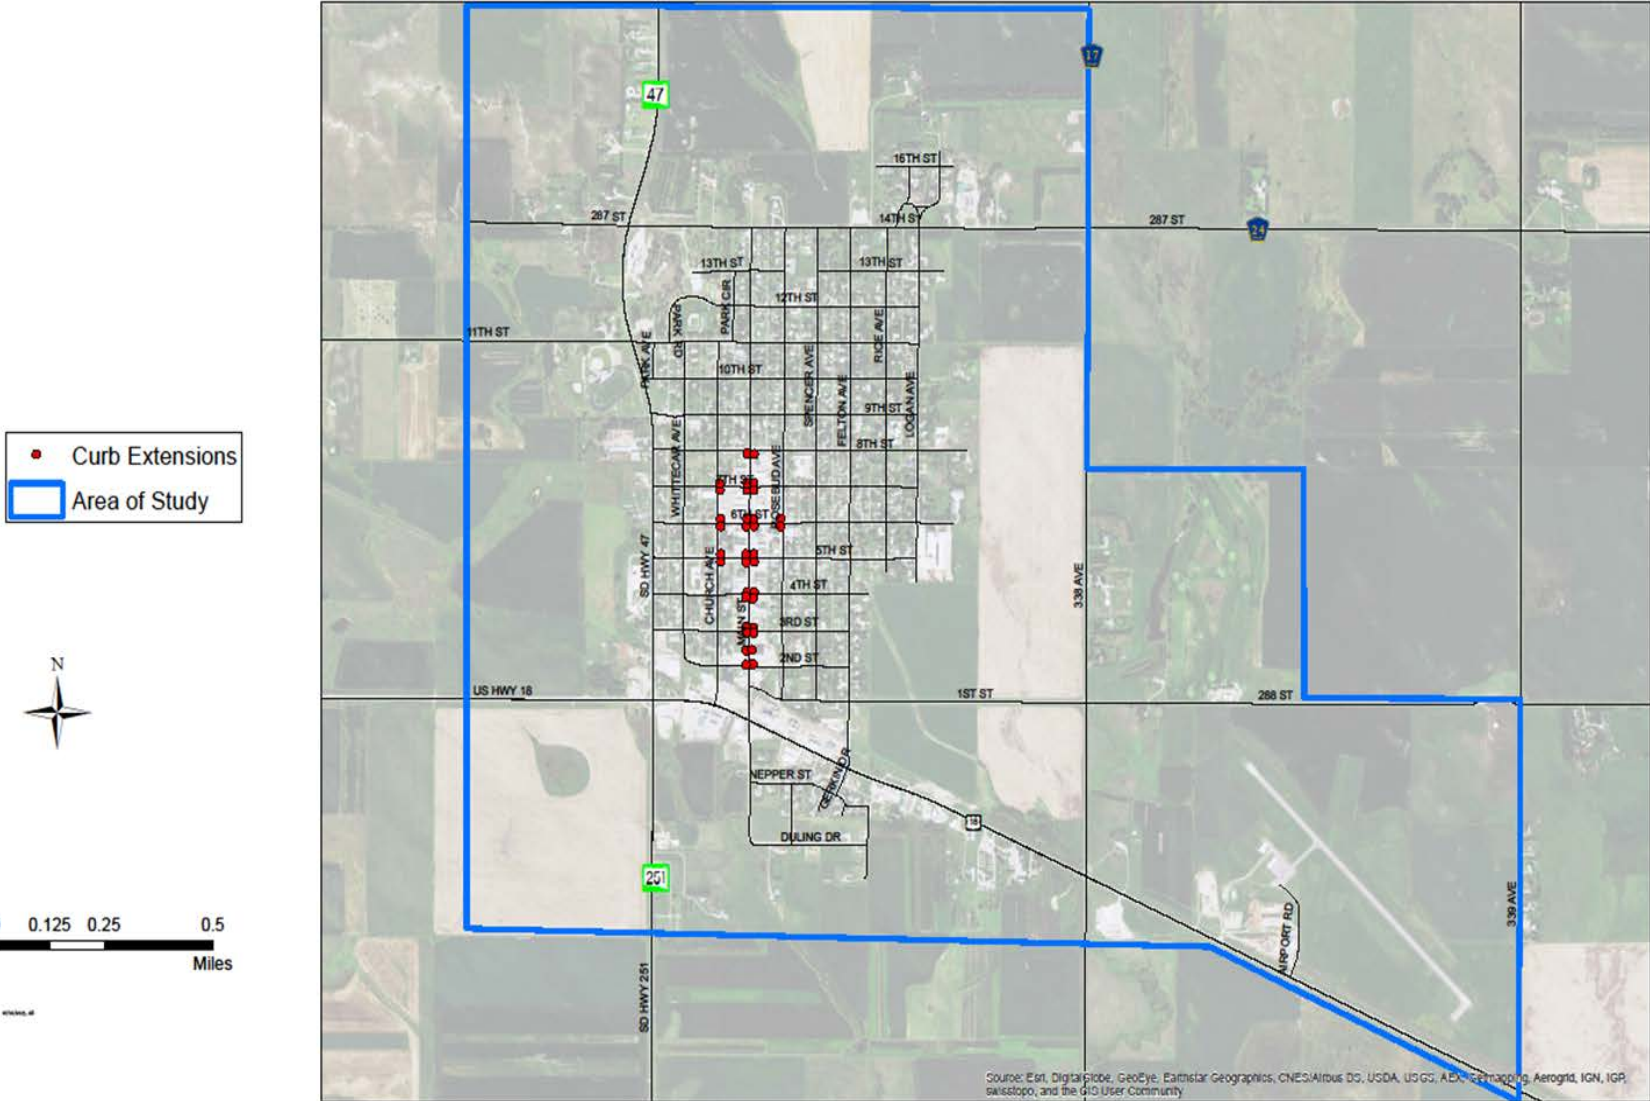 17
47
16TH ST
287 ST
14TH ST
287 ST
24
13TH ST
13TH ST
PARK CIR
12TH ST
PARK RD
11TH ST
PARK AVE
RICE AVE
10TH ST
SPENCER AVE
FELTON AVE
LOGAN AVE
9TH ST
WHITTECAR AVE
8TH ST
ROSEBUD AVE
Curb Extensions
Area of Study
7TH ST
6TH ST
5TH ST
SD HWY 47
CHURCH AVE
4TH ST
338 AVE
MAIN ST
3RD ST
2ND ST
N
US HWY 18
1ST ST
288 ST
NEPPER ST
GERKIN DR
18
DULING DR
251
339 AVE
AIRPORT RD
0.125 0.25 0.5
Miles
SD HWY 251
Source: Esri, DigitalGlobe, GeoEye, Earthstar Geographics, CNES/Airbus DS, USDA, USGS, AEX, Getmapping, Aerogrid, IGN, IGP,
swisstopo, and the GIS User Community